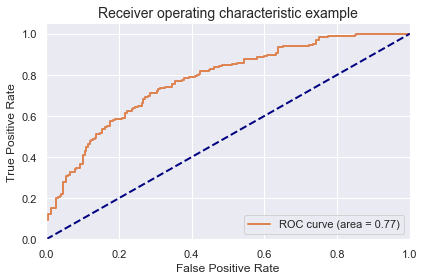 Receiver operating characteristic example
True Positive Rate
1.0
0.8
0.6
0.4
0.2
0.0
ROC curve (area = 0.77)
0.0 0.2 0.4 0.6 0.8 1.0
False Positive Rate